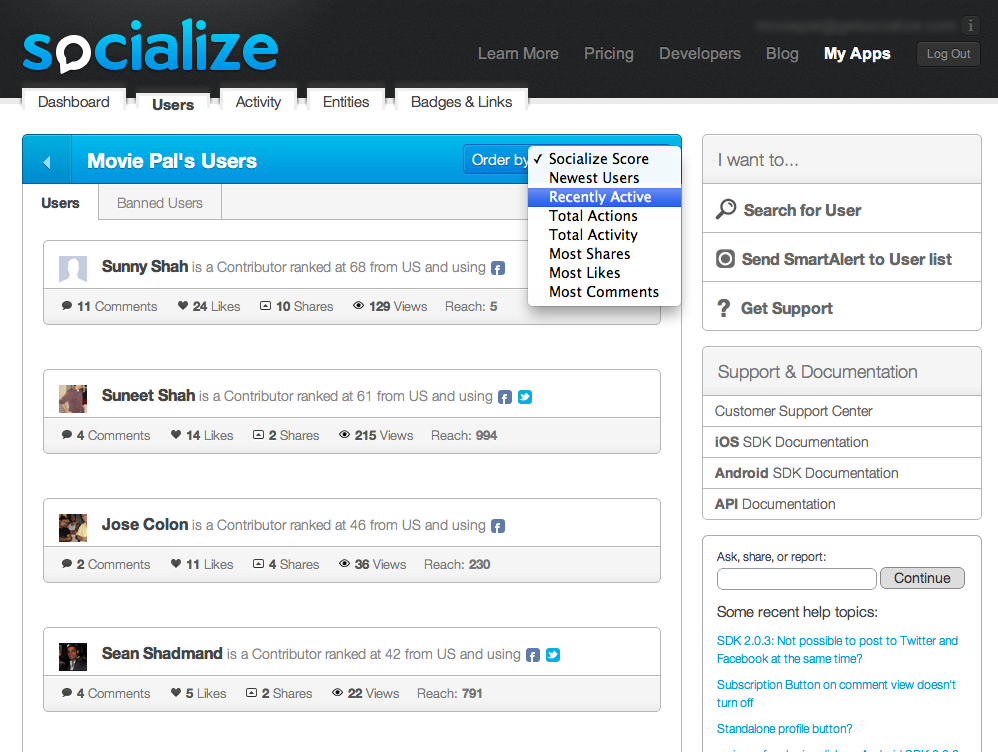 socialize
Learn More Pricing Developers Blog My Apps Log Out
Dashboard Users Activity Entities Badges & Links
Movie Pal's Users
Order by
✓ Socialize Score
Newest Users
Recently Active
Total Actions
Total Activity
Most Shares
Most Likes
Most Comments
Users Banned Users
Sunny Shah is a Contributor ranked at 68 from US and using
11 Comments 24 Likes 10 Shares 129 Views Reach: 5
Suneet Shah is a Contributor ranked at 61 from US and using
4 Comments 14 Likes 2 Shares 215 Views Reach: 994
Jose Colon is a Contributor ranked at 46 from US and using
2 Comments 11 Likes 4 Shares 36 Views Reach: 230
Sean Shadmand is a Contributor ranked at 42 from US and using
4 Comments 5 Likes 2 Shares 22 Views Reach: 791
I want to...
Search for User
Send SmartAlert to User list
? Get Support
Support & Documentation
Customer Support Center
iOS SDK Documentation
Android SDK Documentation
API Documentation
Ask, share, or report:
Continue
Some recent help topics:
SDK 2.0.3: Not possible to post to Twitter and
Facebook at the same time?
Subscription Button on comment view doesn't
turn off
Standalone profile button?